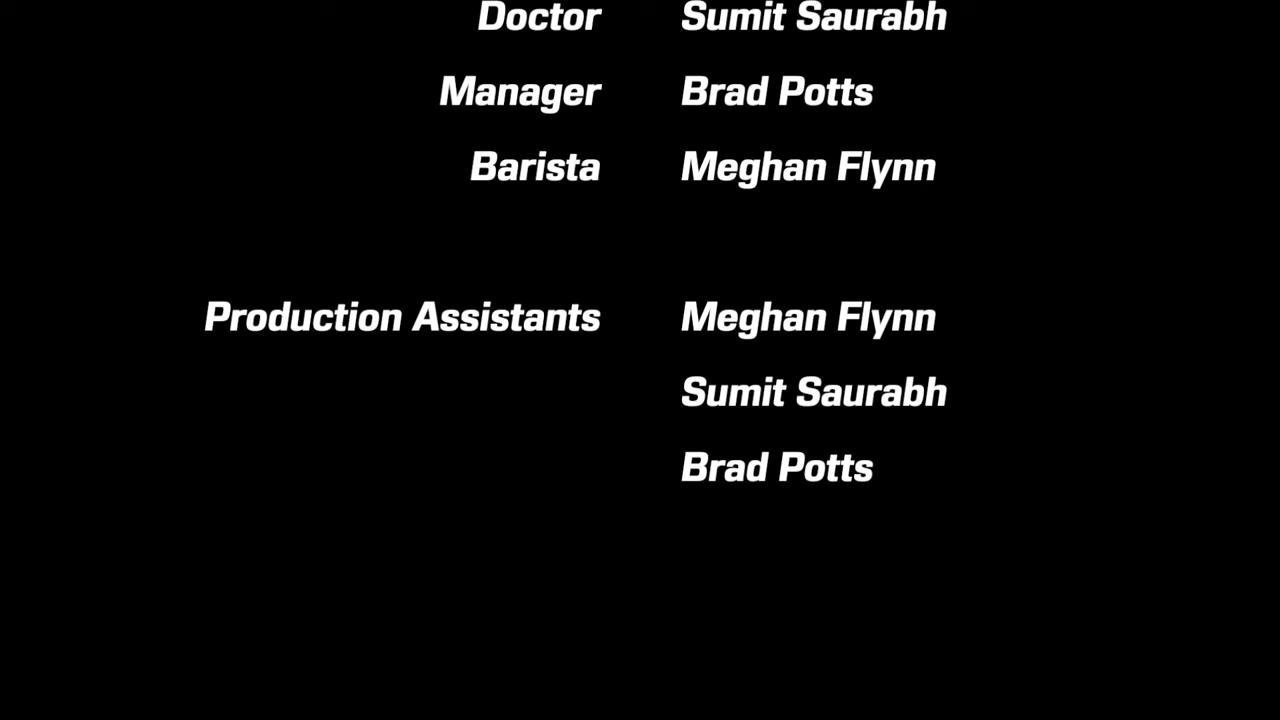 Doctor Sumit Saurabh
Manager Brad Potts
Barista Meghan Flynn
Production Assistants Meghan Flynn
Sumit Saurabh
Brad Potts